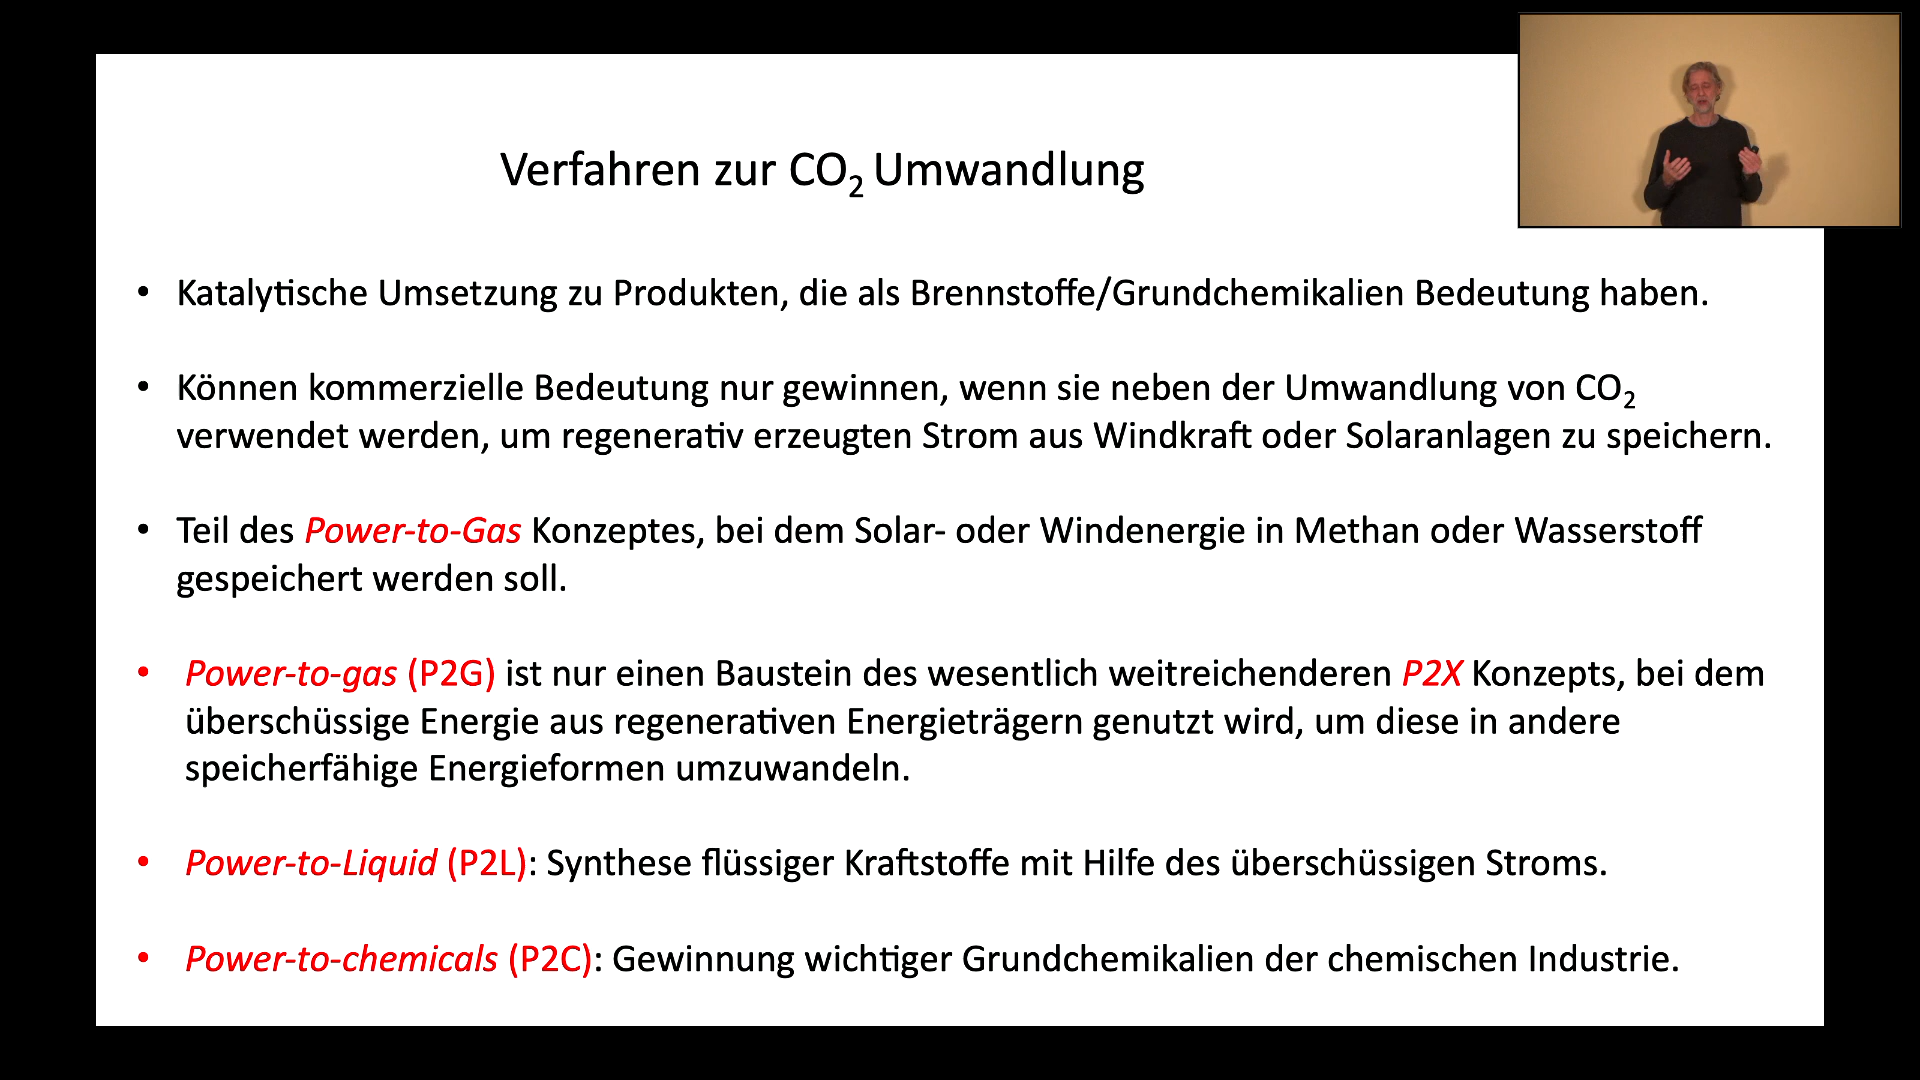 Verfahren zur CO₂ Umwandlung
• Katalytische Umsetzung zu Produkten, die als Brennstoffe/Grundchemikalien Bedeutung haben.
• Können kommerzielle Bedeutung nur gewinnen, wenn sie neben der Umwandlung von CO₂
verwendet werden, um regenerativ erzeugten Strom aus Windkraft oder Solaranlagen zu speichern.
• Teil des Power-to-Gas Konzeptes, bei dem Solar- oder Windenergie in Methan oder Wasserstoff
gespeichert werden soll.
• Power-to-gas (P2G) ist nur einen Baustein des wesentlich weitreichenderen P2X Konzepts, bei dem
überschüssige Energie aus regenerativen Energieträgern genutzt wird, um diese in andere
speicherfähige Energieformen umzuwandeln.
• Power-to-Liquid (P2L): Synthese flüssiger Kraftstoffe mit Hilfe des überschüssigen Stroms.
• Power-to-chemicals (P2C): Gewinnung wichtiger Grundchemikalien der chemischen Industrie.